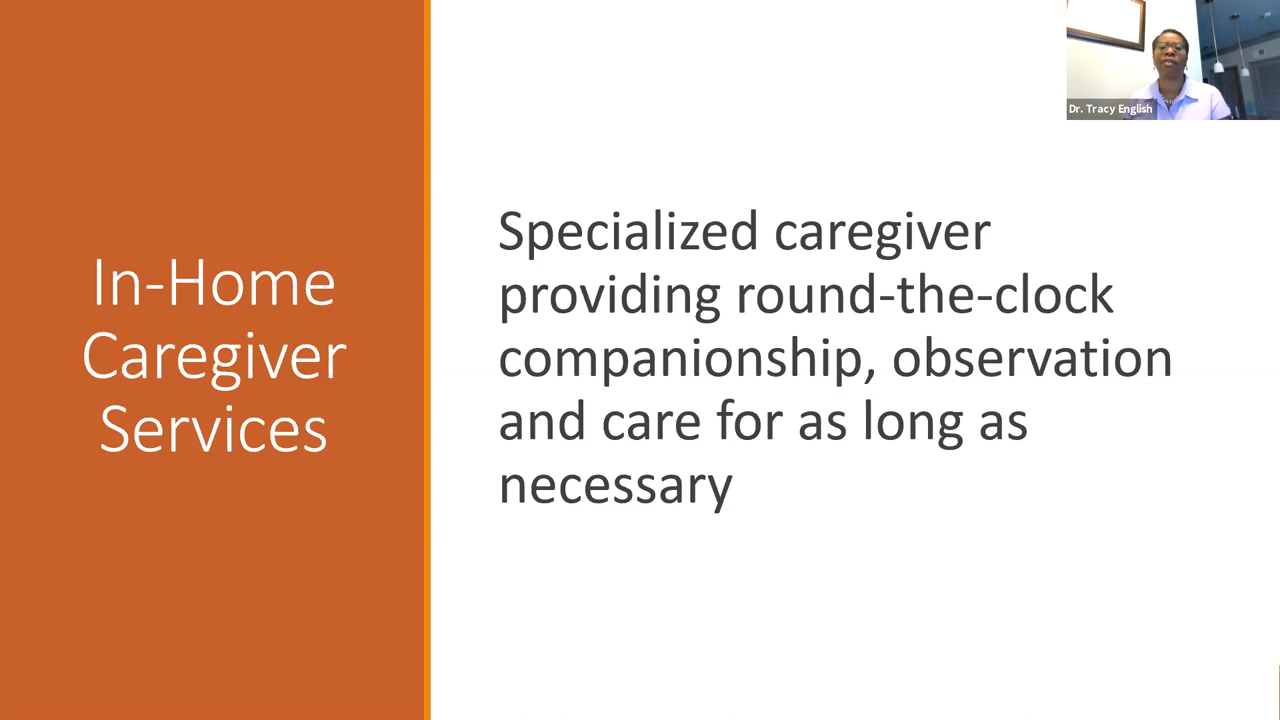 In-Home
Caregiver
Services
Specialized caregiver
providing round-the-clock
companionship, observation
and care for as long as
necessary
Dr. Tracy English